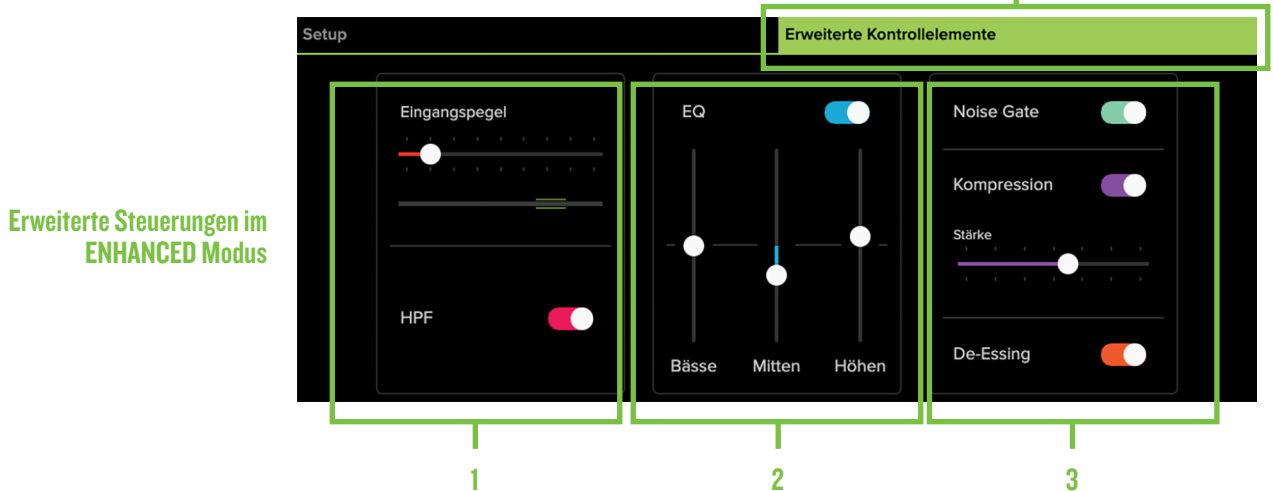 Setup
Erweiterte Kontrollelemente
Erweiterte Steuerungen im
ENHANCED Modus
Eingangspegel
HPF
EQ
Bässe Mitten Höhen
Noise Gate
Kompression
Stärke
De-Essing
1
2
3